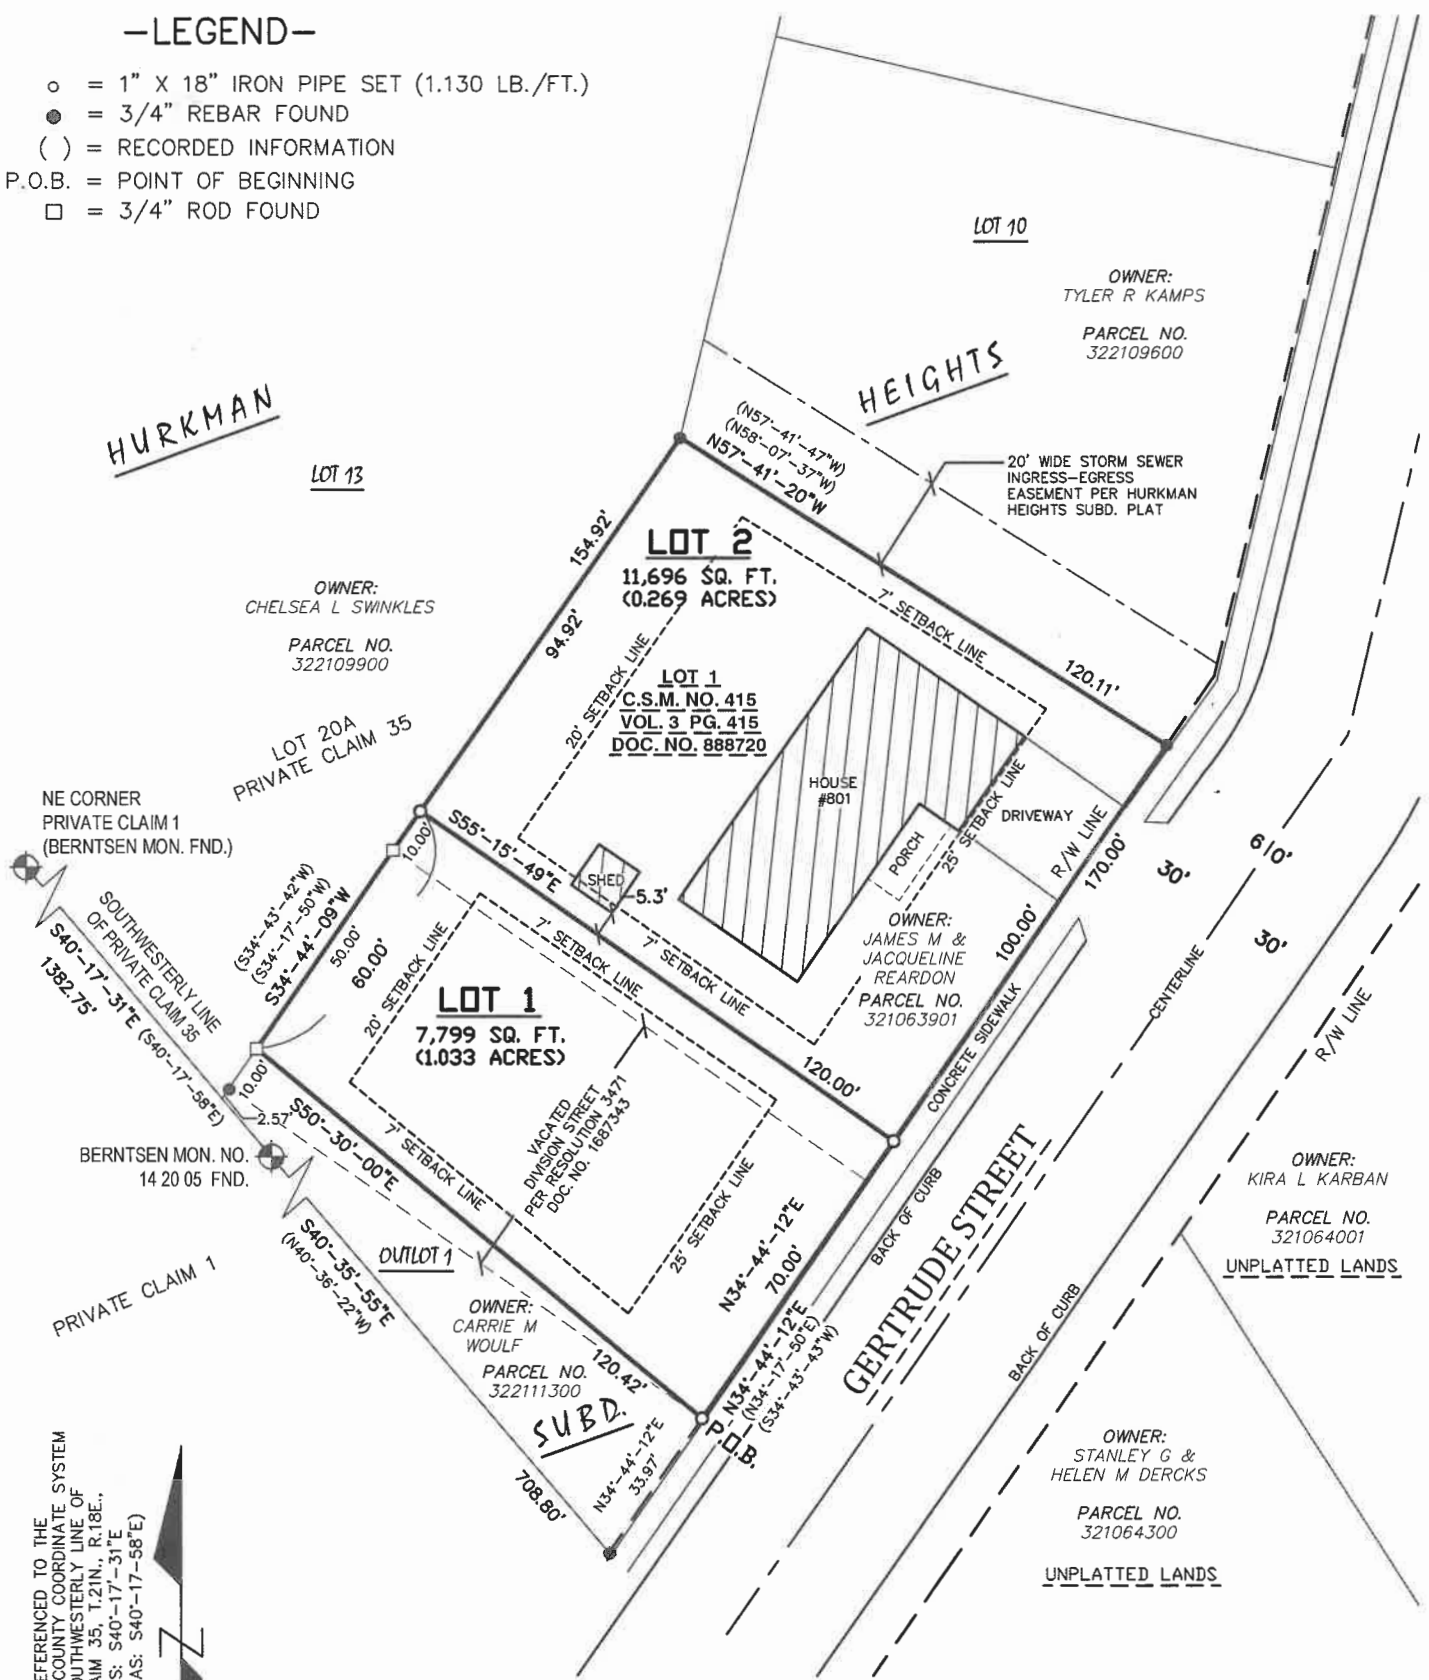 –LEGEND–
○ = 1" X 18" IRON PIPE SET (1.130 LB./FT.)
● = 3/4" REBAR FOUND
( ) = RECORDED INFORMATION
P.O.B. = POINT OF BEGINNING
□ = 3/4" ROD FOUND
LOT 10
OWNER:
TYLER R KAMPS
PARCEL NO.
322109600
HURKMAN
HEIGHTS
LOT 13
(N57°-41'-47"W)
(N58°-07'-37"W)
N57°-41'-20"W
20' WIDE STORM SEWER
INGRESS–EGRESS
EASEMENT PER HURKMAN
HEIGHTS SUBD. PLAT
154.92'
94.92'
LOT 2
11,696 SQ. FT.
(0.269 ACRES)
7' SETBACK LINE
120.11'
OWNER:
CHELSEA L SWINKLES
PARCEL NO.
322109900
20' SETBACK LINE
LOT 1
C.S.M. NO. 415
VOL. 3 PG. 415
DOC. NO. 888720
LOT 20A
PRIVATE CLAIM 35
HOUSE
#801
DRIVEWAY
25' SETBACK LINE
PORCH
R/W LINE
170.00'
100.00'
30'
610'
30'
NE CORNER
PRIVATE CLAIM 1
(BERNTSEN MON. FND.)
10.00'
S55°-15'-49"E
SHED
5.3'
7' SETBACK LINE
7' SETBACK LINE
OWNER:
JAMES M &
JACQUELINE
REARDON
PARCEL NO.
321063901
(S34°-43'-42"W)
(S34°-17'-50"W)
S34°-44'-09"W
50.00'
60.00'
20' SETBACK LINE
SOUTHWESTERLY LINE
OF PRIVATE CLAIM 35
S40°-17'-31"E (S40°-17'-58"E)
1382.75'
LOT 1
7,799 SQ. FT.
(1.033 ACRES)
120.00'
CONCRETE SIDEWALK
CENTERLINE
R/W LINE
10.00'
2.57'
S50°-30'-00"E
7' SETBACK LINE
VACATED
DIVISION STREET
PER RESOLUTION 3471
DOC. NO. 1687343
25' SETBACK LINE
BERNTSEN MON. NO.
14 20 05 FND.
N34°-44'-12"E
70.00'
BACK OF CURB
GERTRUDE STREET
OWNER:
KIRA L KARBAN
PARCEL NO.
321064001
UNPLATTED LANDS
PRIVATE CLAIM 1
S40°-35'-55"E
(N40°-36'-22"W)
OUTLOT 1
OWNER:
CARRIE M
WOULF
PARCEL NO.
322111300
120.42'
SUBD.
N34°-44'-12"E
(N34°-17'-50"E)
(S34°-43'-43"W)
P.O.B.
BACK OF CURB
N34°-44'-12"E
33.97'
708.80'
OWNER:
STANLEY G &
HELEN M DERCKS
PARCEL NO.
321064300
UNPLATTED LANDS
EFERENCED TO THE
COUNTY COORDINATE SYSTEM
OUTHWESTERLY LINE OF
AIM 35, T.21N., R.18E.,
S: S40°-17'-31"E
AS: S40°-17-58"E)
N